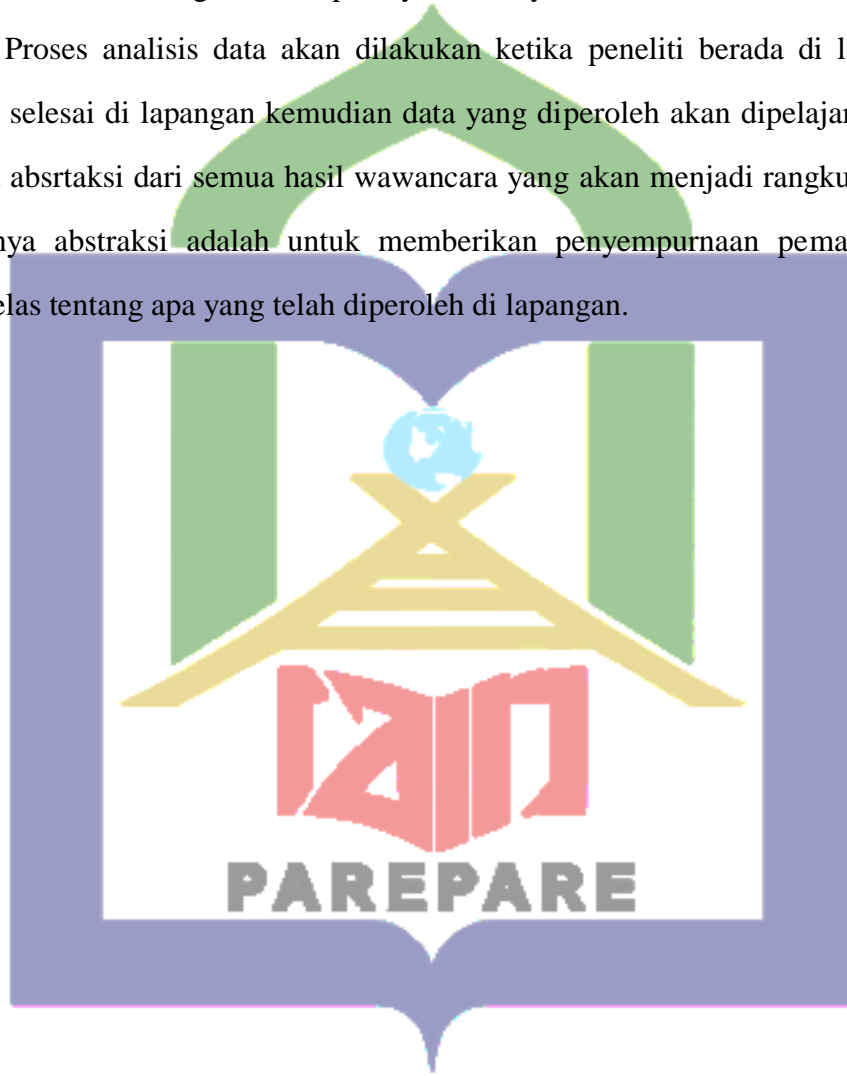 Proses analisis data akan dilakukan ketika peneliti berada di l
selesai di lapangan kemudian data yang diperoleh akan dipelajar
absrtaksi dari semua hasil wawancara yang akan menjadi rangku
nya abstraksi adalah untuk memberikan penyempurnaan pema
elas tentang apa yang telah diperoleh di lapangan.
iain
PAREPARE